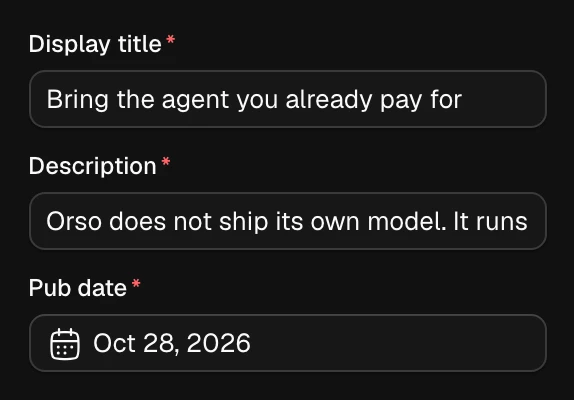 Display title *
Bring the agent you already pay for
Description *
Orso does not ship its own model. It runs
Pub date *
Oct 28, 2026